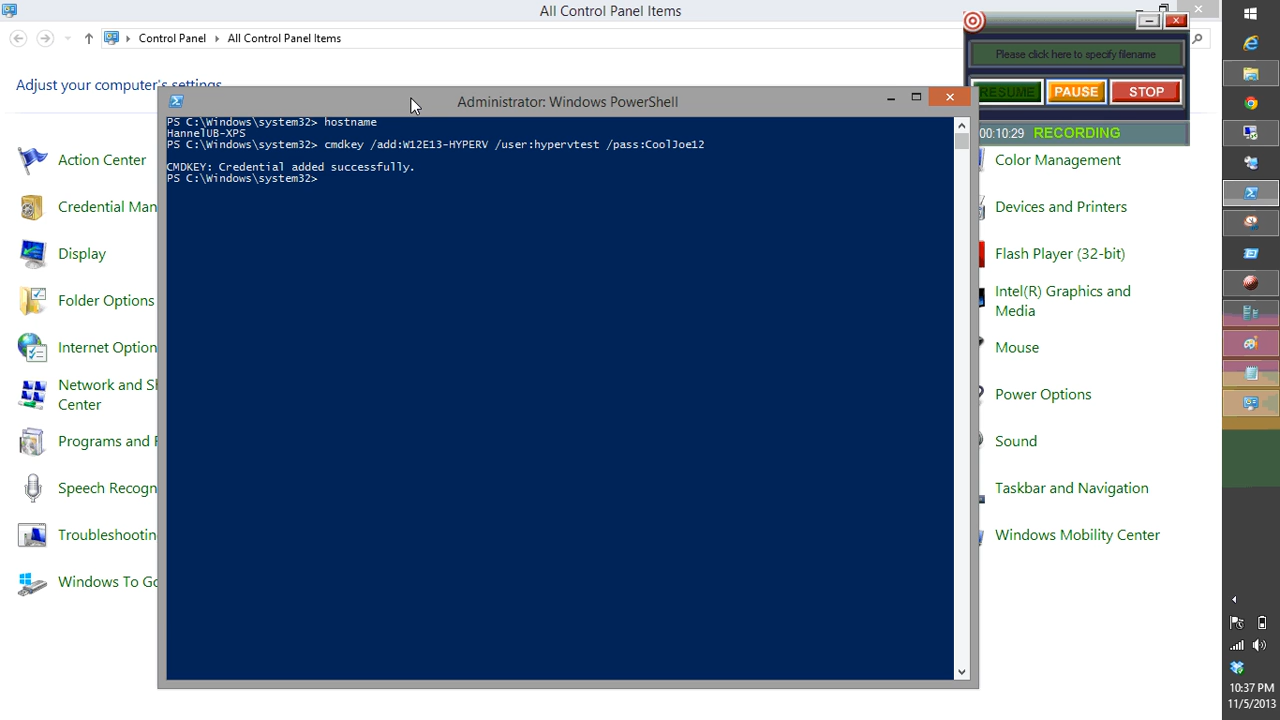 All Control Panel Items
Control Panel
All Control Panel Items
Please click here to specify filename
RESUME
PAUSE
STOP
00:10:29 RECORDING
Adjust your computer's settings
Administrator: Windows PowerShell
PS C:\Windows\system32> hostname
HannelUB-XPS
PS C:\Windows\system32> cmdkey /add:W12E13-HYPERV /user:hypervtest /pass:CoolJoe12
CMDKEY: Credential added successfully.
PS C:\Windows\system32>
Action Center
Credential Man
Display
Folder Options
Internet Option
Network and Sh
Center
Programs and F
Speech Recogn
Troubleshootin
Windows To Go
Color Management
Devices and Printers
Flash Player (32-bit)
Intel(R) Graphics and
Media
Mouse
Power Options
Sound
Taskbar and Navigation
Windows Mobility Center
10:37 PM
11/5/2013